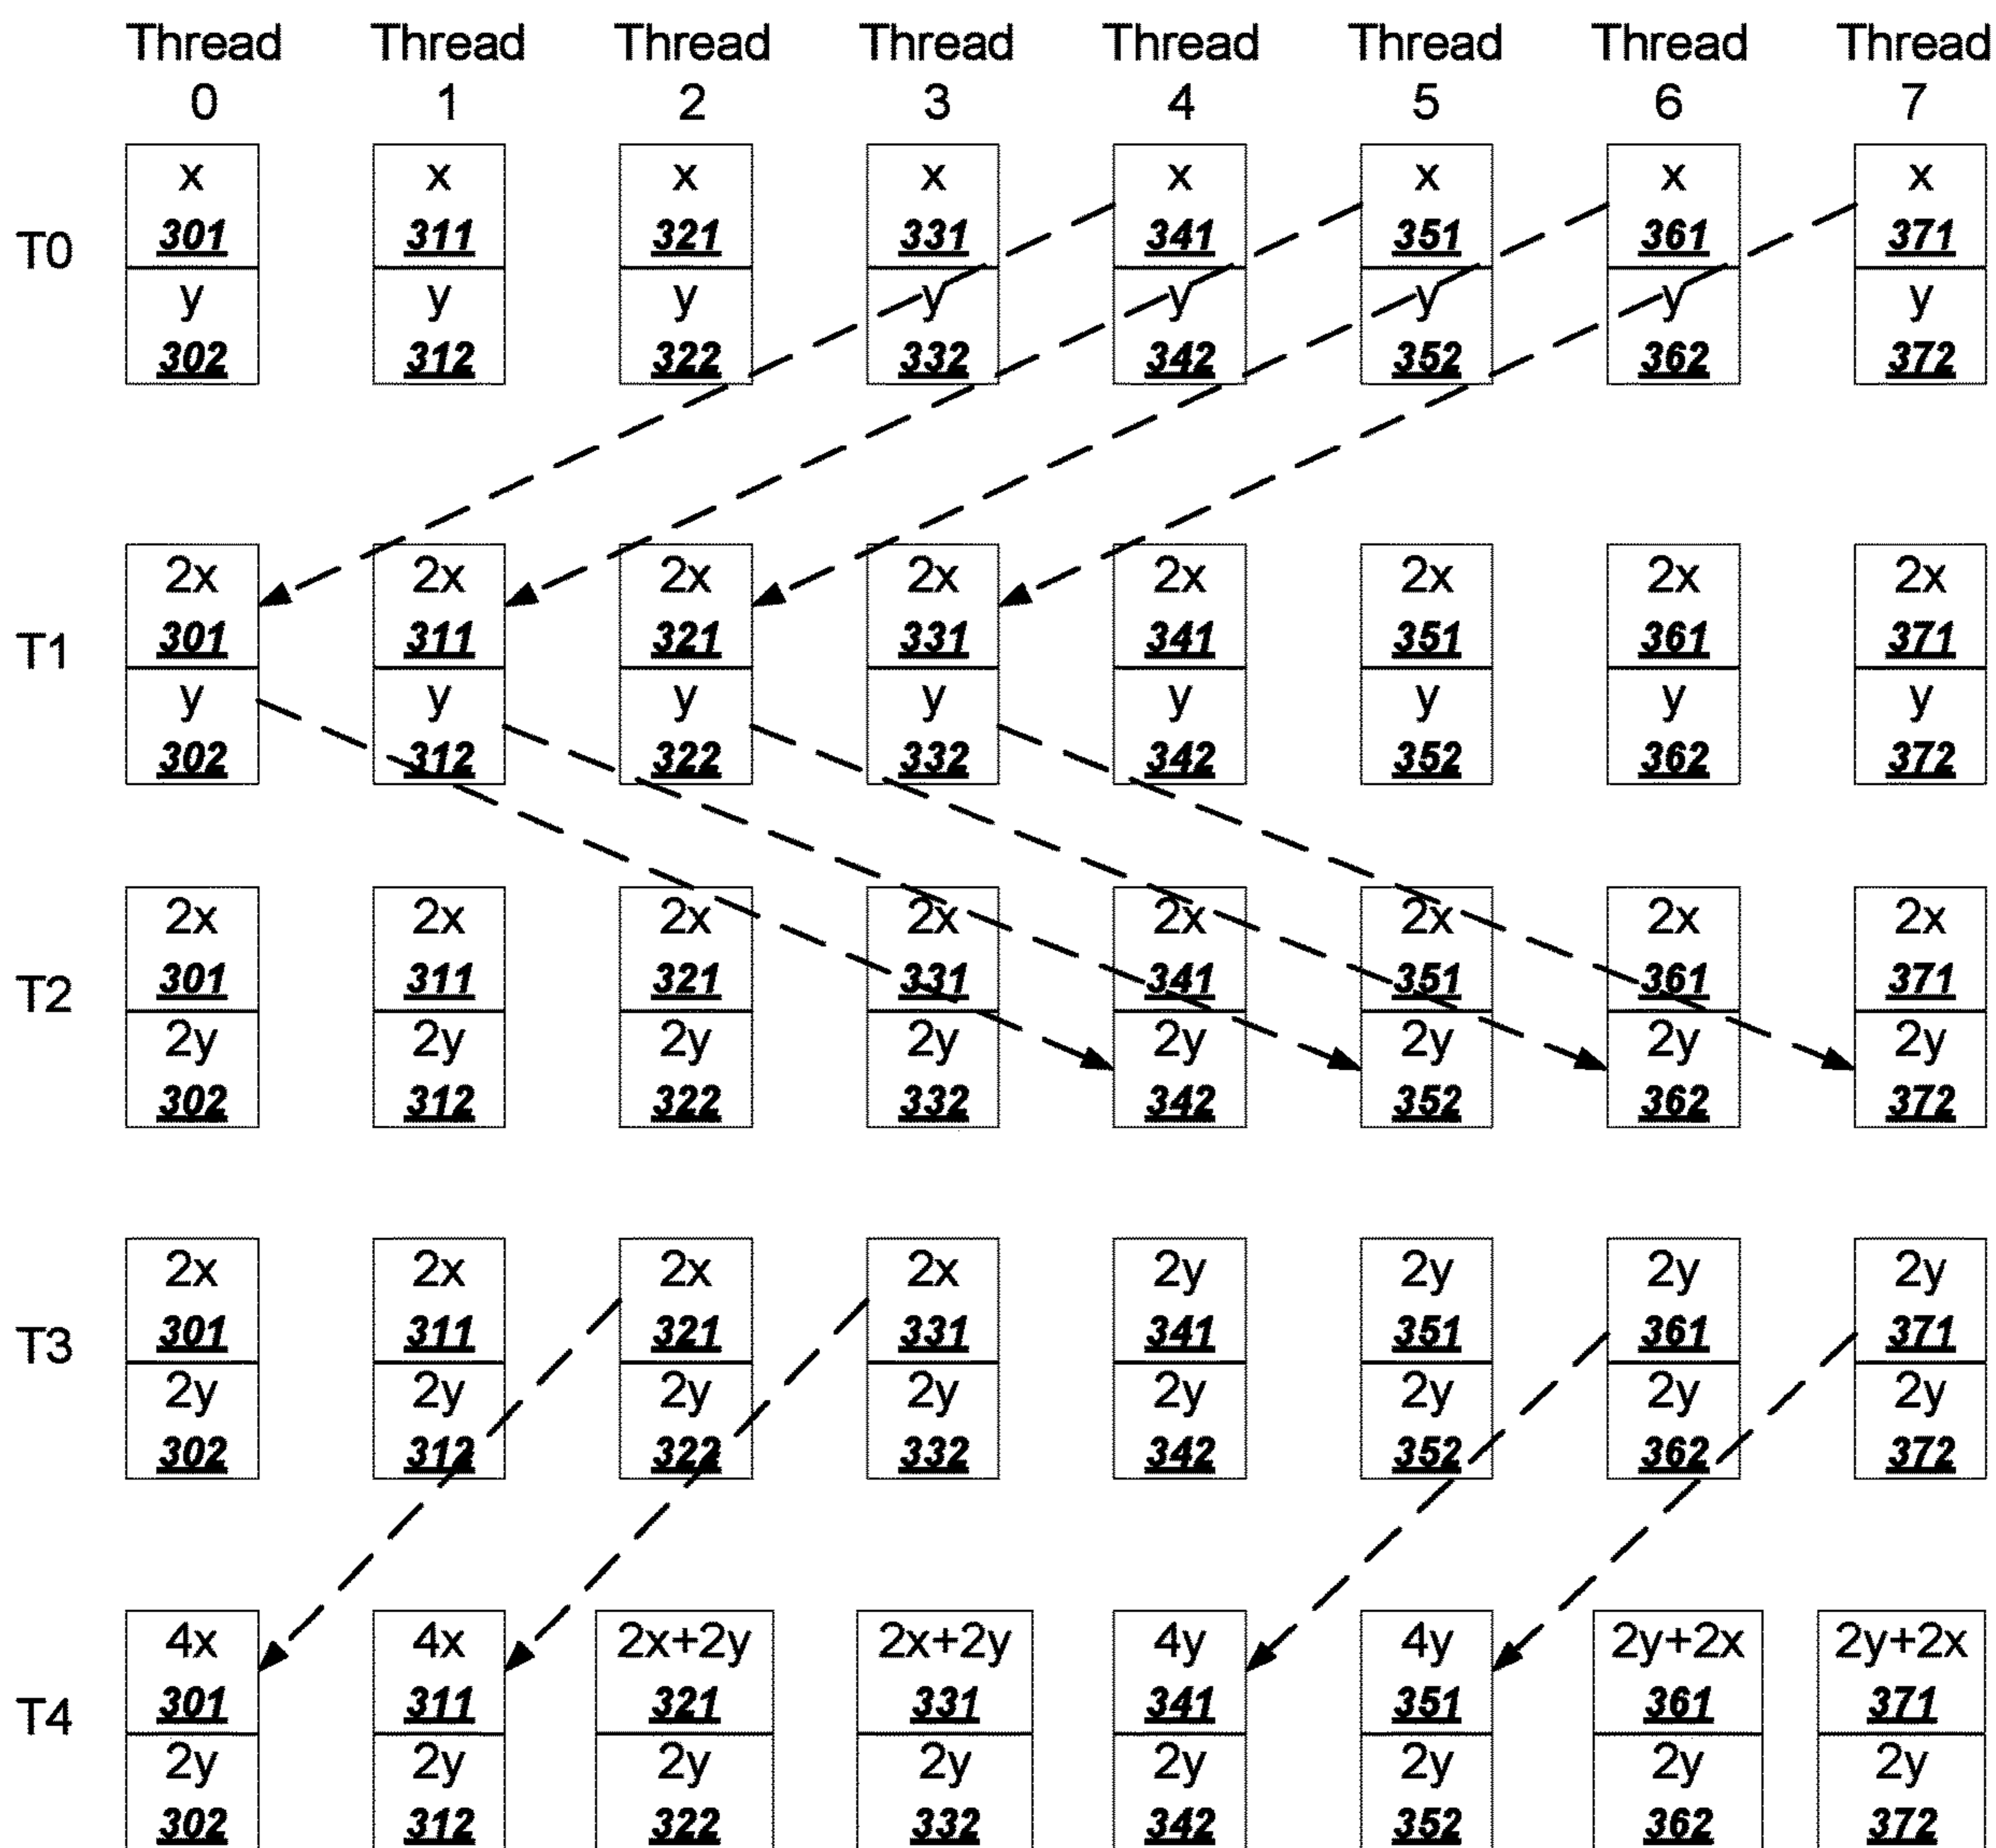 Thread Thread Thread Thread Thread Thread Thread Thread
0 1 2 3 4 5 6 7
x x x x x x x x
T0 301 311 321 331 341 351 361 371
y y y y y y y y
302 312 322 332 342 352 362 372
2x 2x 2x 2x 2x 2x 2x 2x
T1 301 311 321 331 341 351 361 371
y y y y y y y y
302 312 322 332 342 352 362 372
2x 2x 2x 2x 2x 2x 2x 2x
T2 301 311 321 331 341 351 361 371
2y 2y 2y 2y 2y 2y 2y 2y
302 312 322 332 342 352 362 372
2x 2x 2x 2x 2y 2y 2y 2y
T3 301 311 321 331 341 351 361 371
2y 2y 2y 2y 2y 2y 2y 2y
302 312 322 332 342 352 362 372
4x 4x 2x+2y 2x+2y 4y 4y 2y+2x 2y+2x
T4 301 311 321 331 341 351 361 371
2y 2y 2y 2y 2y 2y 2y 2y
302 312 322 332 342 352 362 372